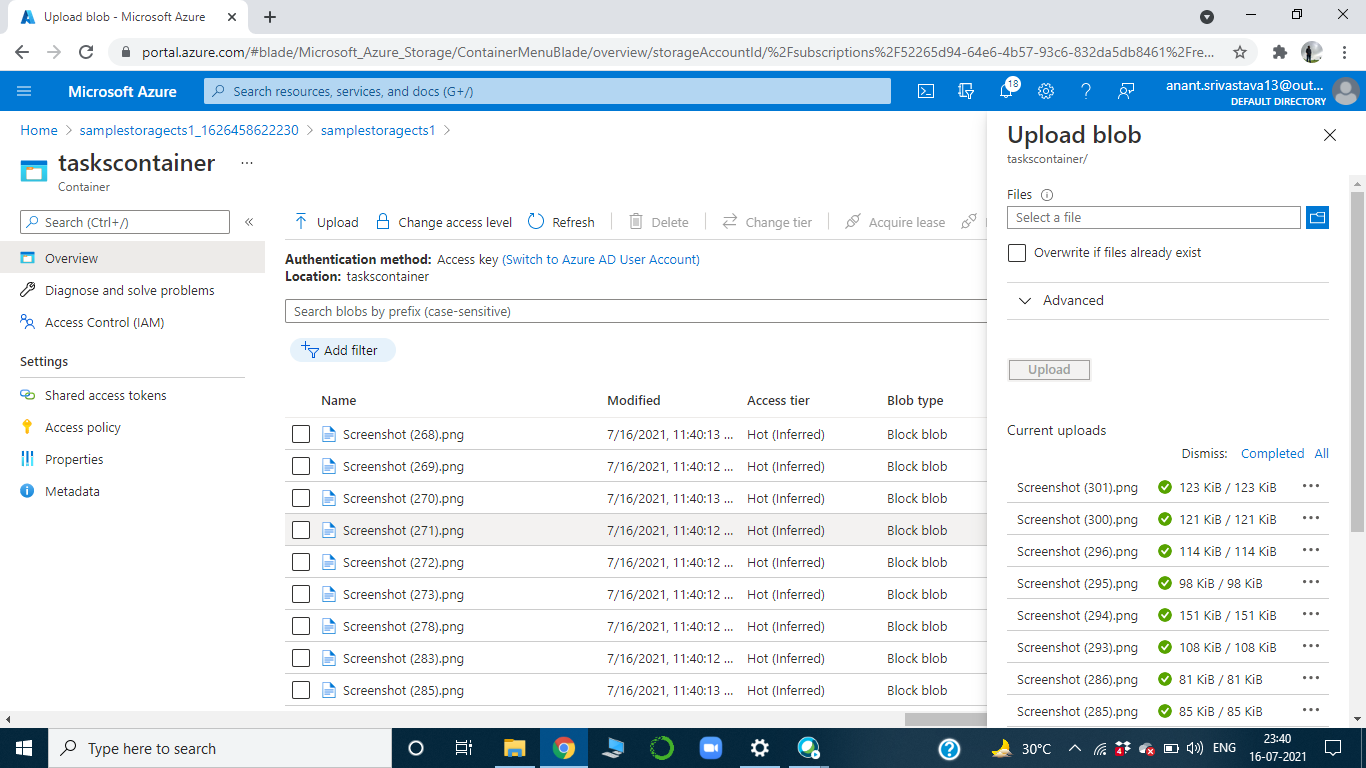 Upload blob - Microsoft Azure
portal.azure.com/#blade/Microsoft_Azure_Storage/ContainerMenuBlade/overview/storageAccountId/%2Fsubscriptions%2F52265d94-64e6-4b57-93c6-832da5db8461%2Fre...
Microsoft Azure
Search resources, services, and docs (G+/)
18
anant.srivastava13@out...
DEFAULT DIRECTORY
Home > samplestoragects1_1626458622230 > samplestoragects1 >
taskscontainer ...
Container
Search (Ctrl+/)
«
Overview
Diagnose and solve problems
Access Control (IAM)
Settings
Shared access tokens
Access policy
Properties
Metadata
Upload Change access level Refresh Delete Change tier Acquire lease
Authentication method: Access key (Switch to Azure AD User Account)
Location: taskscontainer
Search blobs by prefix (case-sensitive)
Add filter
Name Modified Access tier Blob type
Screenshot (268).png 7/16/2021, 11:40:13 ... Hot (Inferred) Block blob
Screenshot (269).png 7/16/2021, 11:40:12 ... Hot (Inferred) Block blob
Screenshot (270).png 7/16/2021, 11:40:13 ... Hot (Inferred) Block blob
Screenshot (271).png 7/16/2021, 11:40:12 ... Hot (Inferred) Block blob
Screenshot (272).png 7/16/2021, 11:40:12 ... Hot (Inferred) Block blob
Screenshot (273).png 7/16/2021, 11:40:12 ... Hot (Inferred) Block blob
Screenshot (278).png 7/16/2021, 11:40:12 ... Hot (Inferred) Block blob
Screenshot (283).png 7/16/2021, 11:40:12 ... Hot (Inferred) Block blob
Screenshot (285).png 7/16/2021, 11:40:13 ... Hot (Inferred) Block blob
Upload blob
taskscontainer/
Files
Select a file
Overwrite if files already exist
Advanced
Upload
Current uploads
Dismiss: Completed All
Screenshot (301).png 123 KiB / 123 KiB
Screenshot (300).png 121 KiB / 121 KiB
Screenshot (296).png 114 KiB / 114 KiB
Screenshot (295).png 98 KiB / 98 KiB
Screenshot (294).png 151 KiB / 151 KiB
Screenshot (293).png 108 KiB / 108 KiB
Screenshot (286).png 81 KiB / 81 KiB
Screenshot (285).png 85 KiB / 85 KiB
Type here to search
30°C
ENG
23:40
16-07-2021